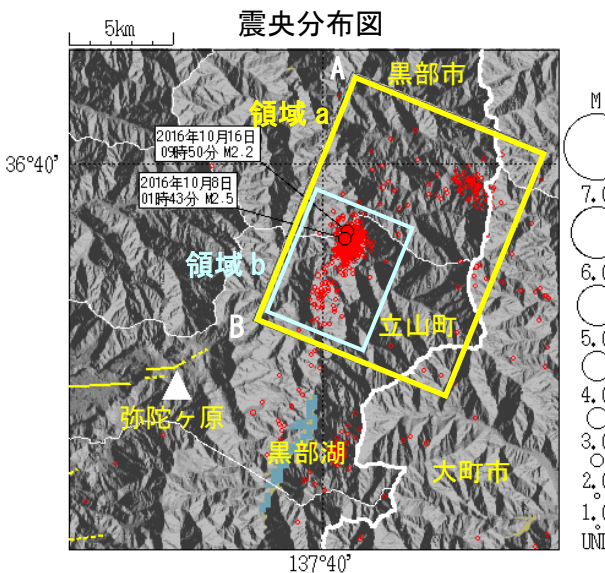 震央分布図
5km
A
黒部市
領域 a
2016年10月16日
09時50分 M2.2
36°40'
2016年10月8日
01時43分 M2.5
領域 b
B
立山町
弥陀ヶ原
黒部湖
大町市
137°40'
M
7.0
6.0
5.0
4.0
3.0
2.0
1.0
UND